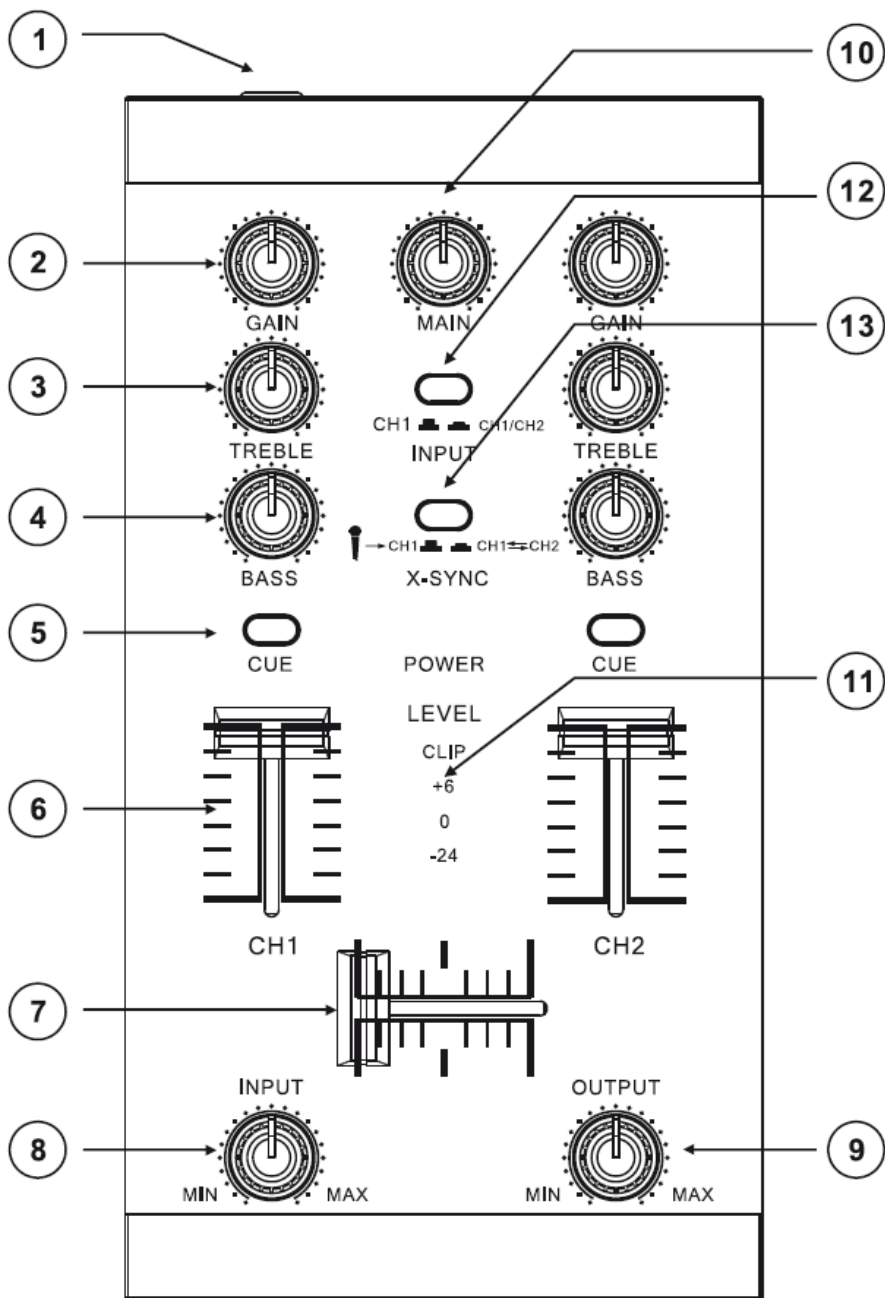 1
10
12
2
GAIN
MAIN
GAIN
13
3
CH1 CH1/CH2
TREBLE
INPUT
TREBLE
4
→ CH1 CH1⇆CH2
BASS
X-SYNC
BASS
5
CUE
POWER
CUE
11
LEVEL
CLIP
+6
6
0
-24
CH1
CH2
7
INPUT
OUTPUT
8
9
MIN
MAX
MIN
MAX